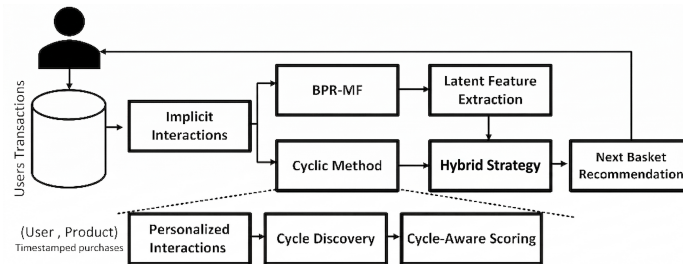 Users Transactions
Implicit
Interactions
BPR-MF
Latent Feature
Extraction
Cyclic Method
Hybrid Strategy
Next Basket
Recommendation
(User , Product)
Timestamped purchases
Personalized
Interactions
Cycle Discovery
Cycle-Aware Scoring